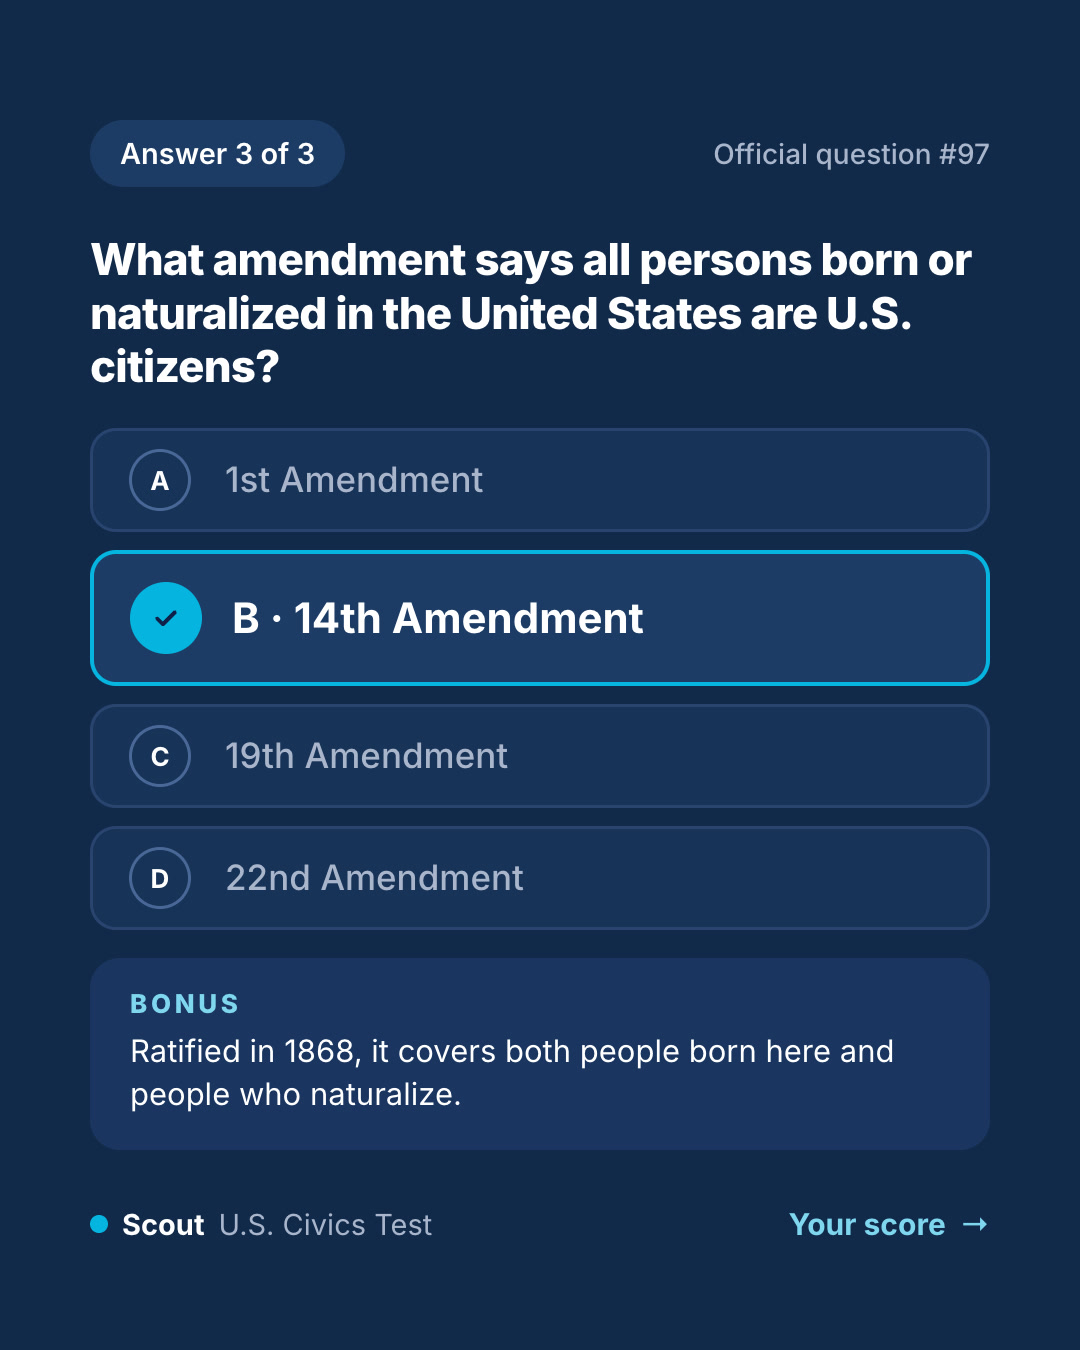 Answer 3 of 3
Official question #97
What amendment says all persons born or
naturalized in the United States are U.S.
citizens?
A 1st Amendment
B · 14th Amendment
C 19th Amendment
D 22nd Amendment
BONUS
Ratified in 1868, it covers both people born here and
people who naturalize.
Scout U.S. Civics Test
Your score →